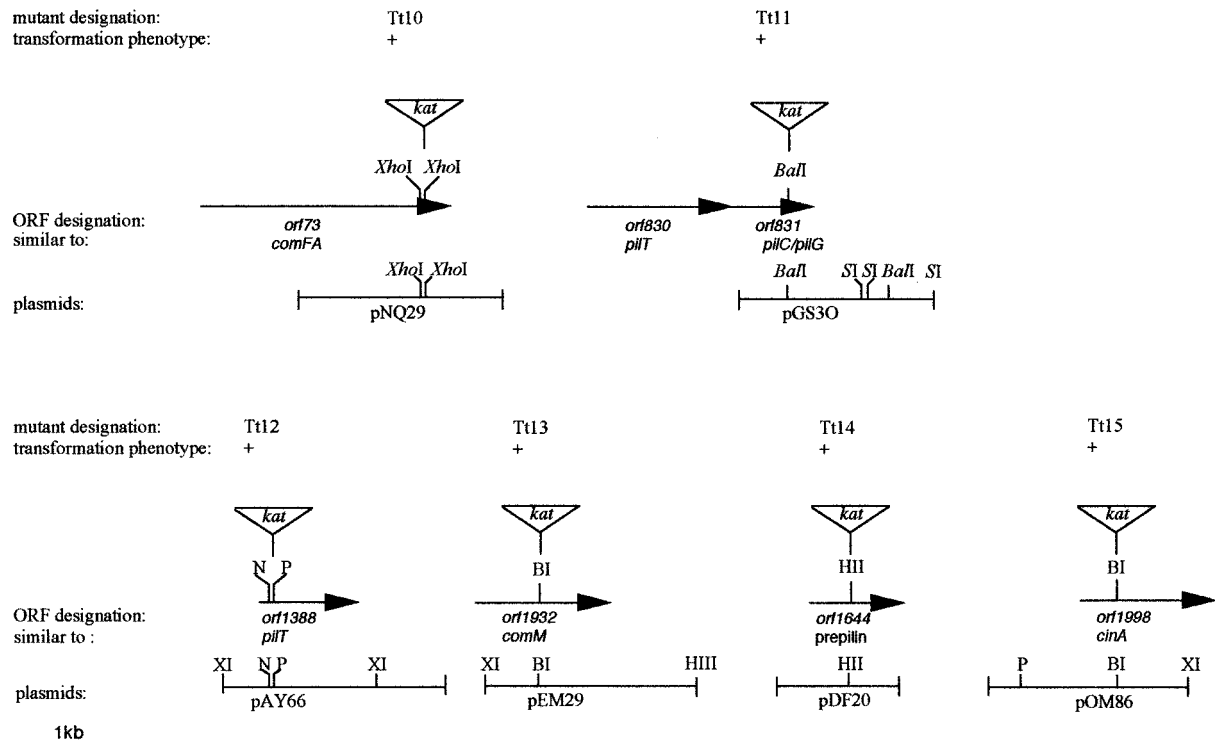 mutant designation: Tt10 Tt11
transformation phenotype: + +
kat kat
XhoI XhoI BalI
ORF designation: orf73 orf830 orf831
similar to: comFA pilT pilC/pilG
XhoI XhoI BalI SI SI BalI SI
plasmids: pNQ29 pGS3O
mutant designation: Tt12 Tt13 Tt14 Tt15
transformation phenotype: + + + +
kat kat kat kat
N P BI HII BI
ORF designation: orf1388 orf1932 orf1644 orf1998
similar to : pilT comM prepilin cinA
XI N P XI XI BI HIII HII P BI XI
plasmids: pAY66 pEM29 pDF20 pOM86
1kb